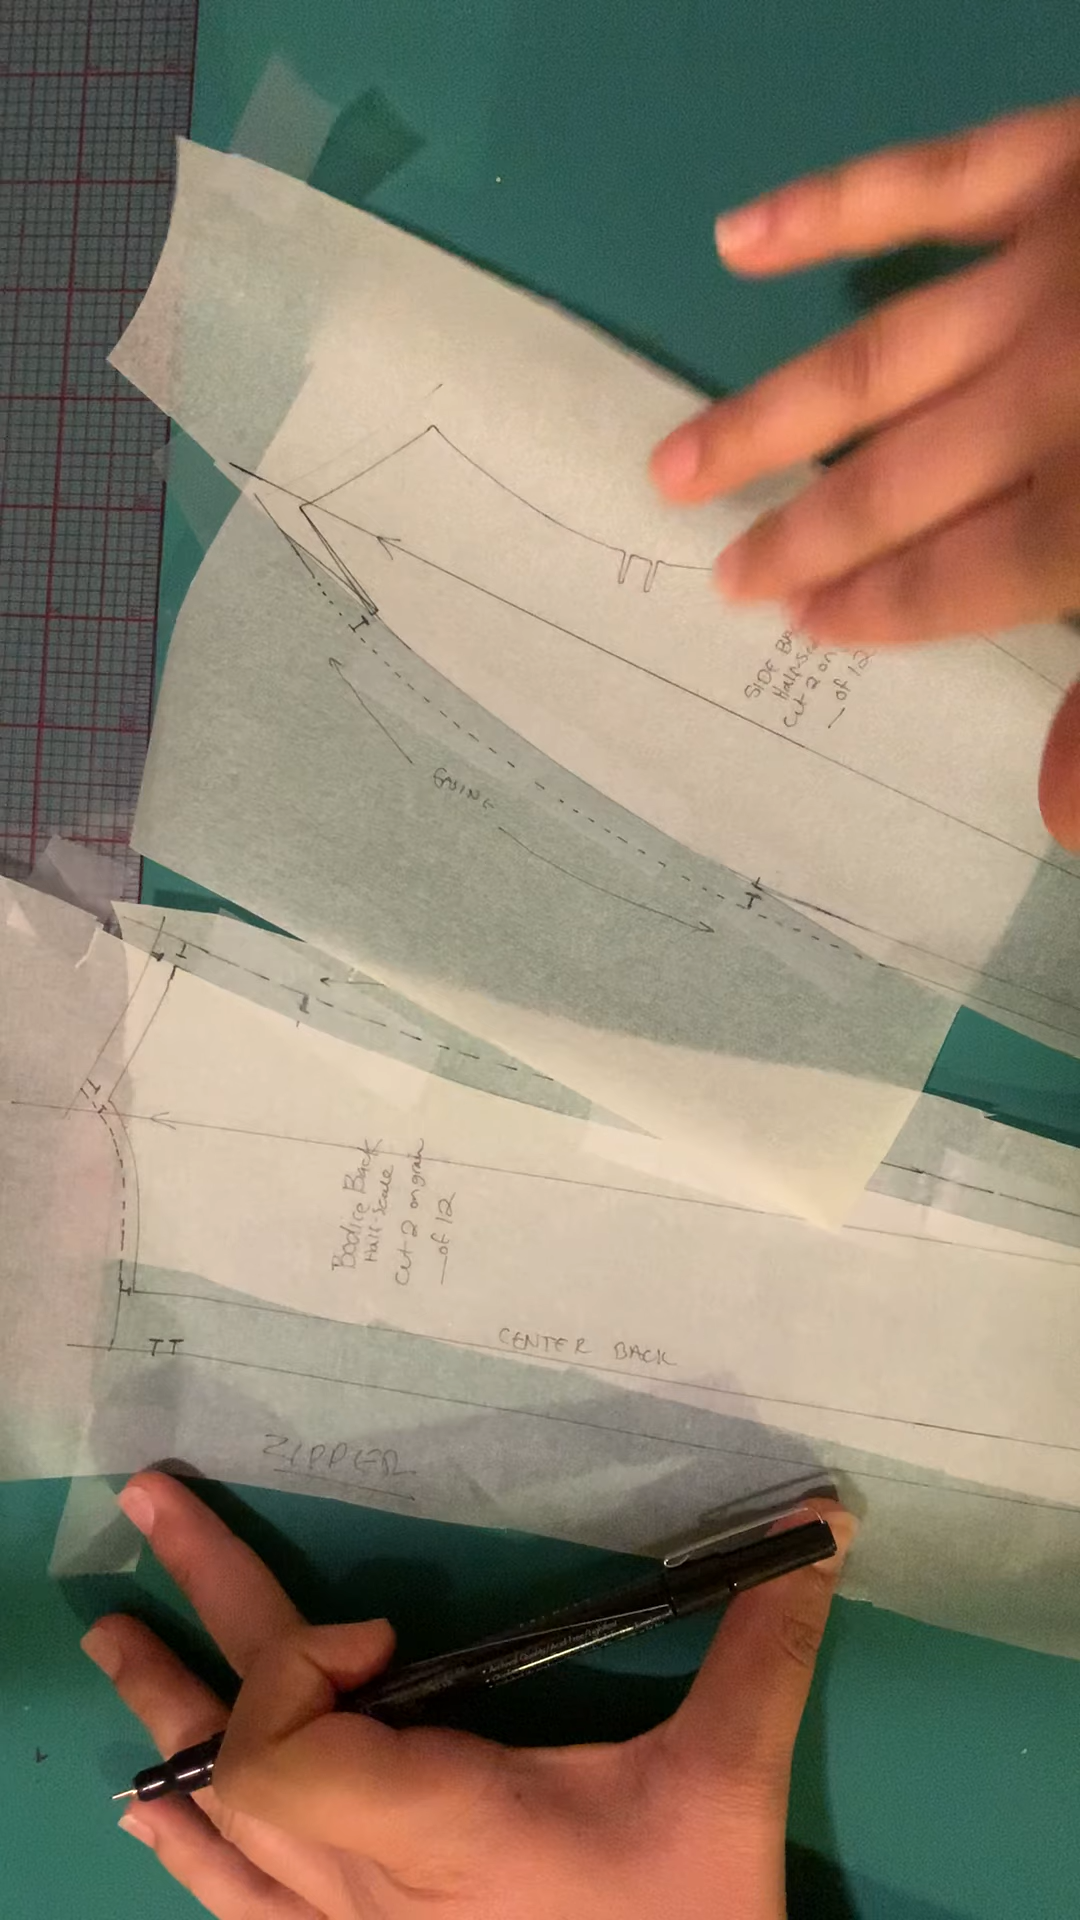 SIDE BA
Half-Sc
Cut 2 on
_ of 12
Bodice Back
Half-Scale
Cut 2 on grain
_ of 12
CENTER BACK
ZIPPER